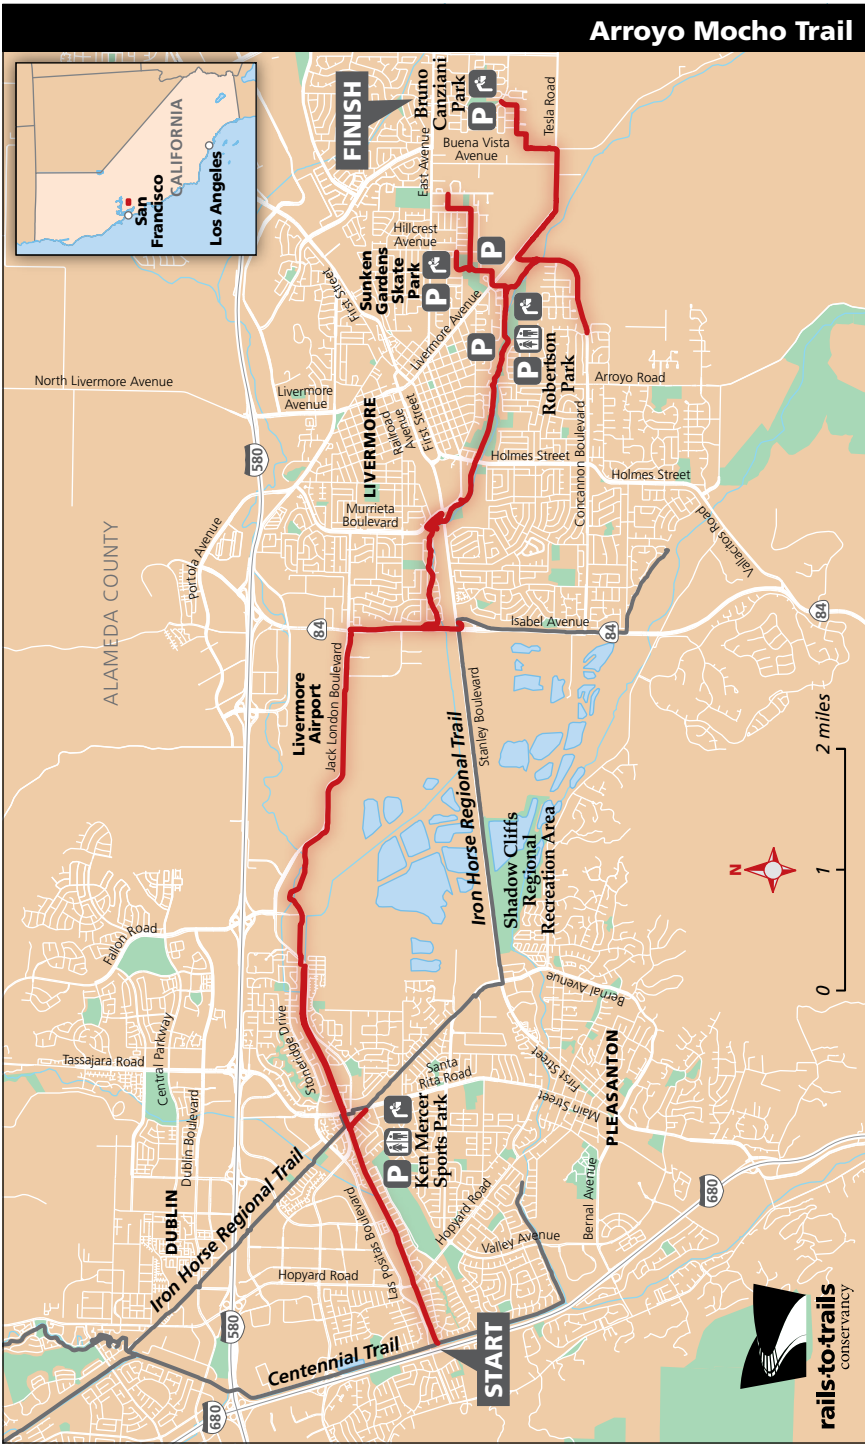 Arroyo Mocho Trail
CALIFORNIA
San
Francisco
Los Angeles
FINISH
Bruno
Canziani
Park
P
P
Tesla Road
Buena Vista
Avenue
East Avenue
Hillcrest
Avenue
Sunken
Gardens
Skate
Park
P
P
First Street
Livermore Avenue
P
P
Robertson
Park
North Livermore Avenue
Livermore
Avenue
Arroyo Road
LIVERMORE
Railroad
Avenue
First Street
Concannon Boulevard
Holmes Street
Holmes Street
580
Murrieta
Boulevard
Vallacitos Road
Portola Avenue
ALAMEDA COUNTY
84
Isabel Avenue
84
84
Livermore
Airport
Jack London Boulevard
Stanley Boulevard
Iron Horse Regional Trail
2 miles
1
0
N
Shadow Cliffs
Regional
Recreation Area
Fallon Road
Bernal Avenue
Central Parkway
Tassajara Road
Stoneridge Drive
Santa
Rita Road
First Street
Main Street
PLEASANTON
Dublin Boulevard
P
Ken Mercer
Sports Park
DUBLIN
Iron Horse Regional Trail
Las Positas Boulevard
Hopyard Road
Bernal Avenue
680
Valley Avenue
Hopyard Road
580
START
Centennial Trail
680
rails·to·trails
conservancy